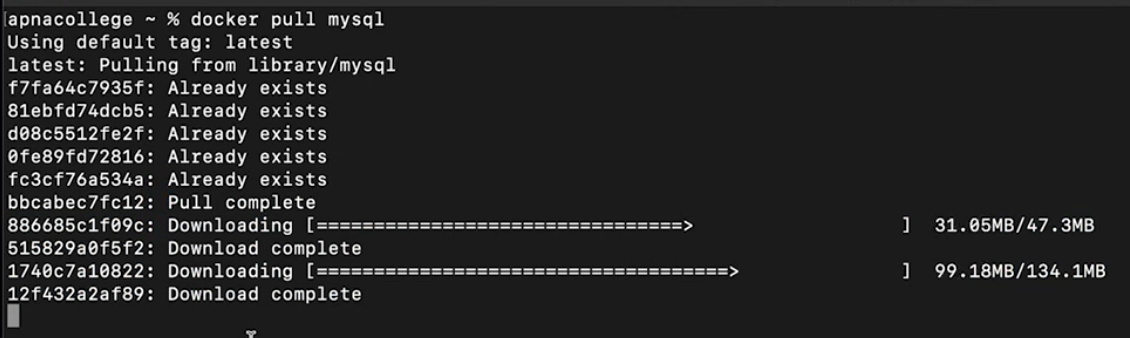 [apnacollege ~ % docker pull mysql
Using default tag: latest
latest: Pulling from library/mysql
f7fa64c7935f: Already exists
81ebfd74dcb5: Already exists
d08c5512fe2f: Already exists
0fe89fd72816: Already exists
fc3cf76a534a: Already exists
bbcabec7fc12: Pull complete
886685c1f09c: Downloading [================================>                  ]  31.05MB/47.3MB
515829a0f5f2: Download complete
1740c7a10822: Downloading [====================================>              ]  99.18MB/134.1MB
12f432a2af89: Download complete